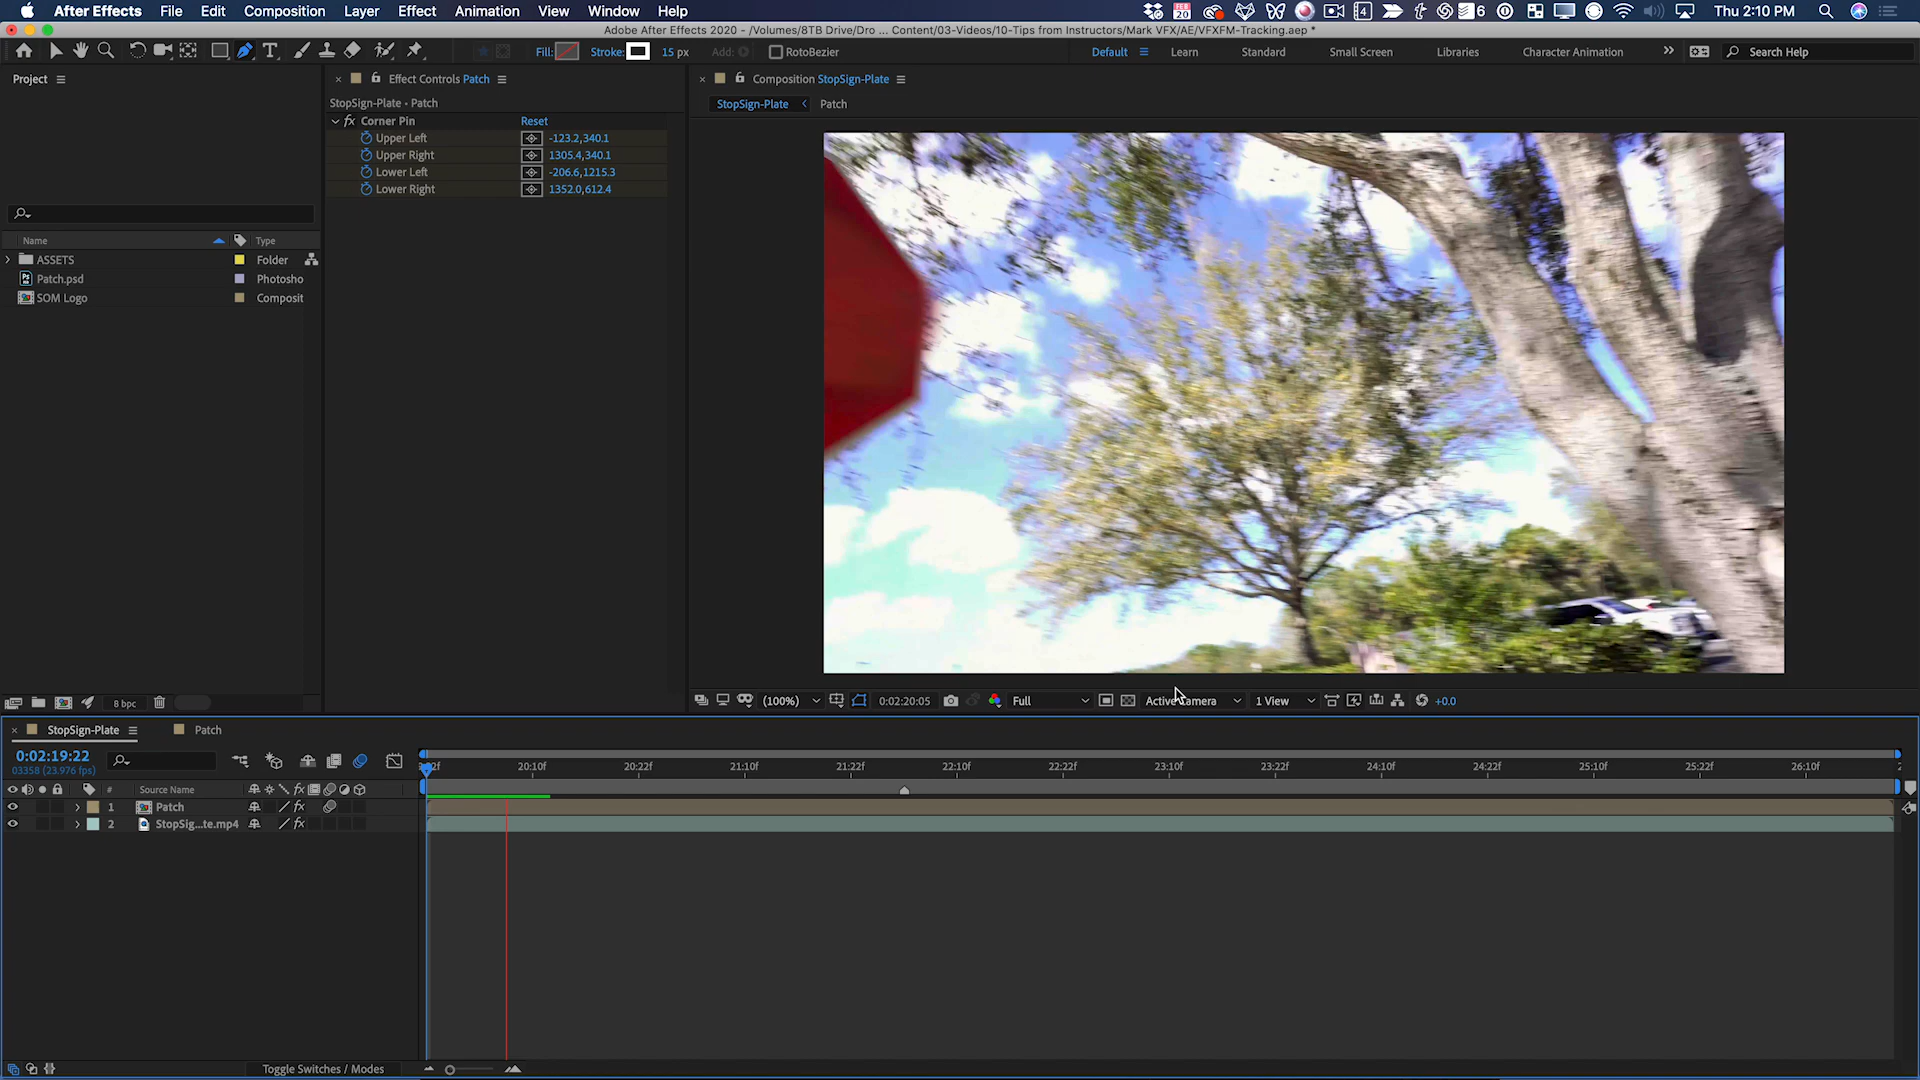 After Effects File Edit Composition Layer Effect Animation View Window Help
FEB 20 4 6 Thu 2:10 PM
Adobe After Effects 2020 - /Volumes/8TB Drive/Dro ... Content/03-Videos/10-Tips from Instructors/Mark VFX/AE/VFXFM-Tracking.aep *
Fill: Stroke: 15 px Add: RotoBezier Default Learn Standard Small Screen Libraries Character Animation Search Help
Project Effect Controls Patch Composition StopSign-Plate
StopSign-Plate • Patch
StopSign-Plate Patch
Corner Pin Reset
Upper Left -123.2,340.1
Upper Right 1305.4,340.1
Lower Left -206.6,1215.3
Lower Right 1352.0,612.4
Name Type
ASSETS Folder
Patch.psd Photosho
SOM Logo Composit
8 bpc (100%) 0:02:20:05 Full Active Camera 1 View +0.0
StopSign-Plate Patch
0:02:19:22
03358 (23.976 fps)
20:10f 20:22f 21:10f 21:22f 22:10f 22:22f 23:10f 23:22f 24:10f 24:22f 25:10f 25:22f 26:10f
# Source Name
1 Patch
2 StopSig...te.mp4
Toggle Switches / Modes